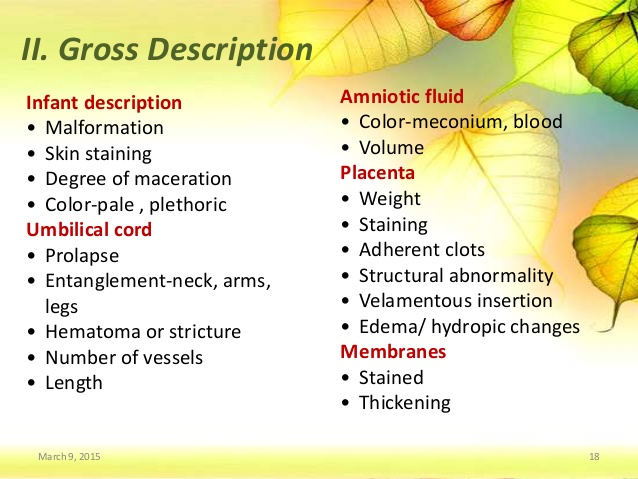 II. Gross Description
Infant description
• Malformation
• Skin staining
• Degree of maceration
• Color-pale , plethoric
Umbilical cord
• Prolapse
• Entanglement-neck, arms,
legs
• Hematoma or stricture
• Number of vessels
• Length
Amniotic fluid
• Color-meconium, blood
• Volume
Placenta
• Weight
• Staining
• Adherent clots
• Structural abnormality
• Velamentous insertion
• Edema/ hydropic changes
Membranes
• Stained
• Thickening
March 9, 2015
18